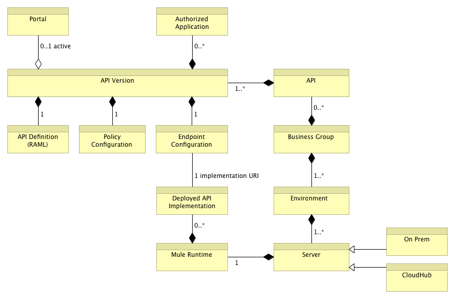 Portal
Authorized
Application
0..1 active
0..*
API Version
API
1..*
1
1
1
0..*
API Definition
(RAML)
Policy
Configuration
Endpoint
Configuration
Business Group
1 implementation URI
1..*
Deployed API
Implementation
Environment
0..*
1..*
On Prem
Mule Runtime
1
Server
CloudHub